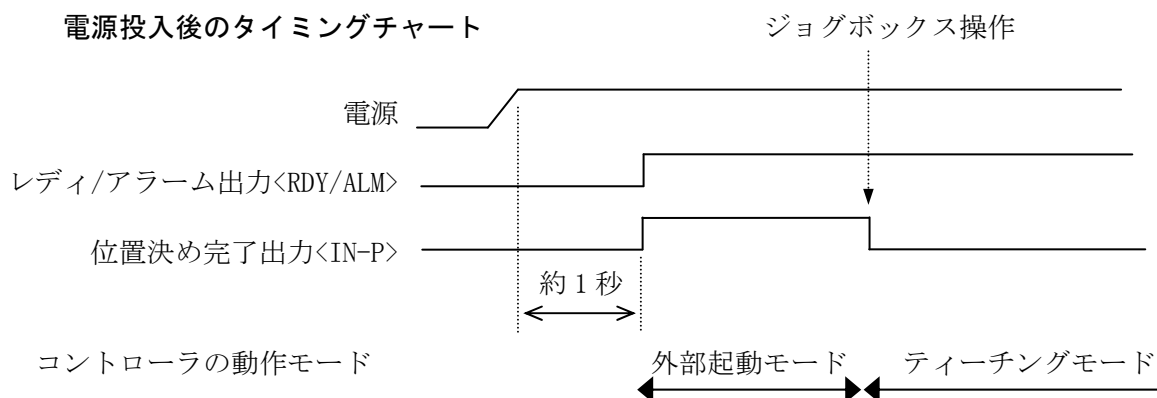 電源投入後のタイミングチャート
ジョグボックス操作
電源
レディ/アラーム出力<RDY/ALM>
位置決め完了出力<IN-P>
約1秒
コントローラの動作モード
外部起動モード
ティーチングモード